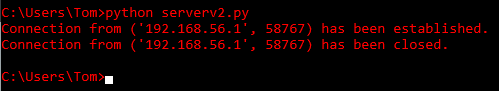 C:\Users\Tom>python serverv2.py
Connection from ('192.168.56.1', 58767) has been established.
Connection from ('192.168.56.1', 58767) has been closed.
C:\Users\Tom>